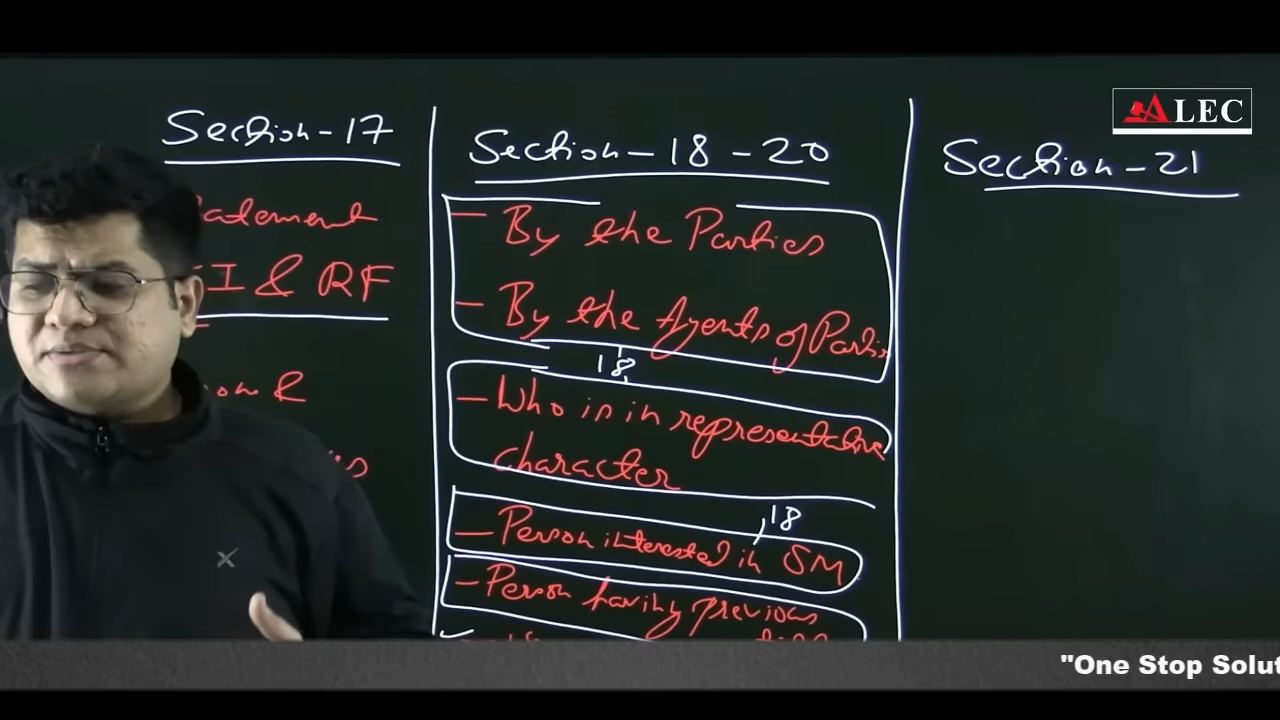 ALEC
Section-17
Section-18-20
Section-21
I & RF
- By the Parties
- By the Agents of Parties
18
- Who is in representative
character
18
- Person interested in SM
- Person having previous
"One Stop Solut